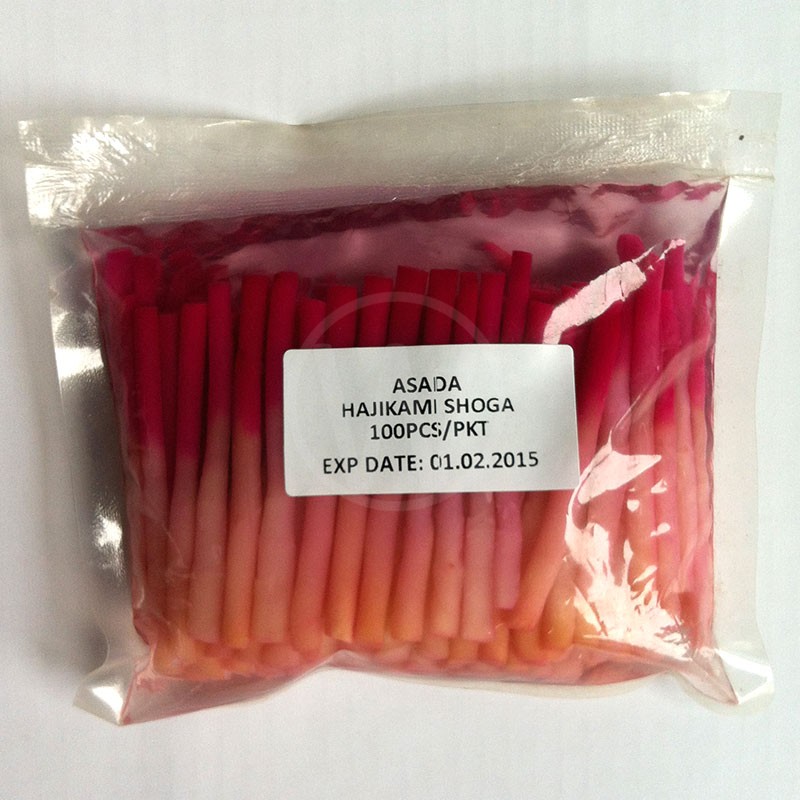 ASADA
HAJIKAMI SHOGA
100PCS/PKT
EXP DATE: 01.02.2015